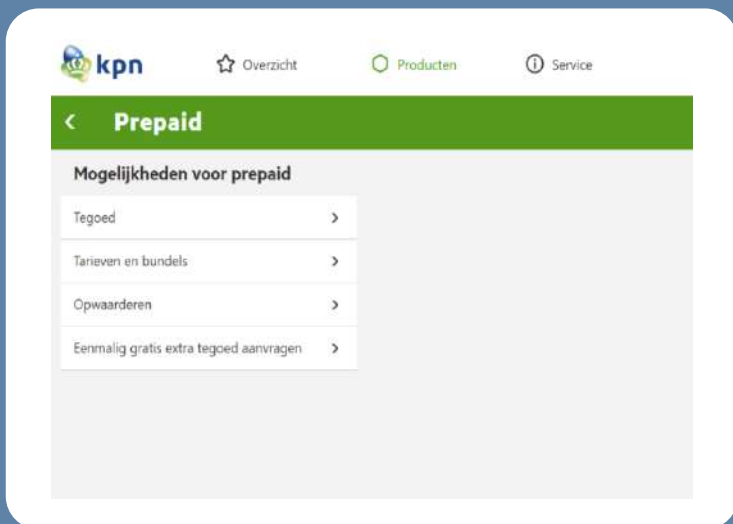 kpn
Overzicht
Producten
Service
Prepaid
Mogelijkheden voor prepaid
Tegoed
Tarieven en bundels
Opwaarderen
Eenmalig gratis extra tegoed aanvragen